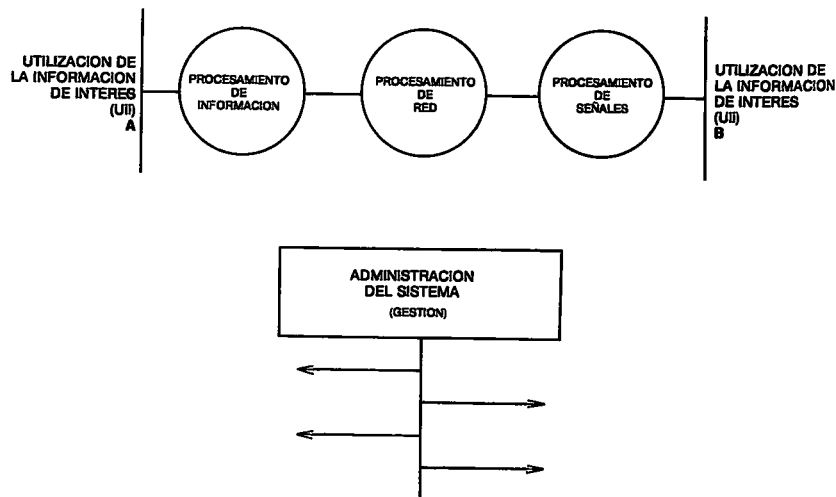 UTILIZACION DE
LA INFORMACION
DE INTERES
(UII)
A
PROCESAMIENTO
DE
INFORMACION
PROCESAMIENTO
DE
RED
PROCESAMIENTO
DE
SEÑALES
UTILIZACION DE
LA INFORMACION
DE INTERES
(UII)
B
ADMINISTRACION
DEL SISTEMA
(GESTION)